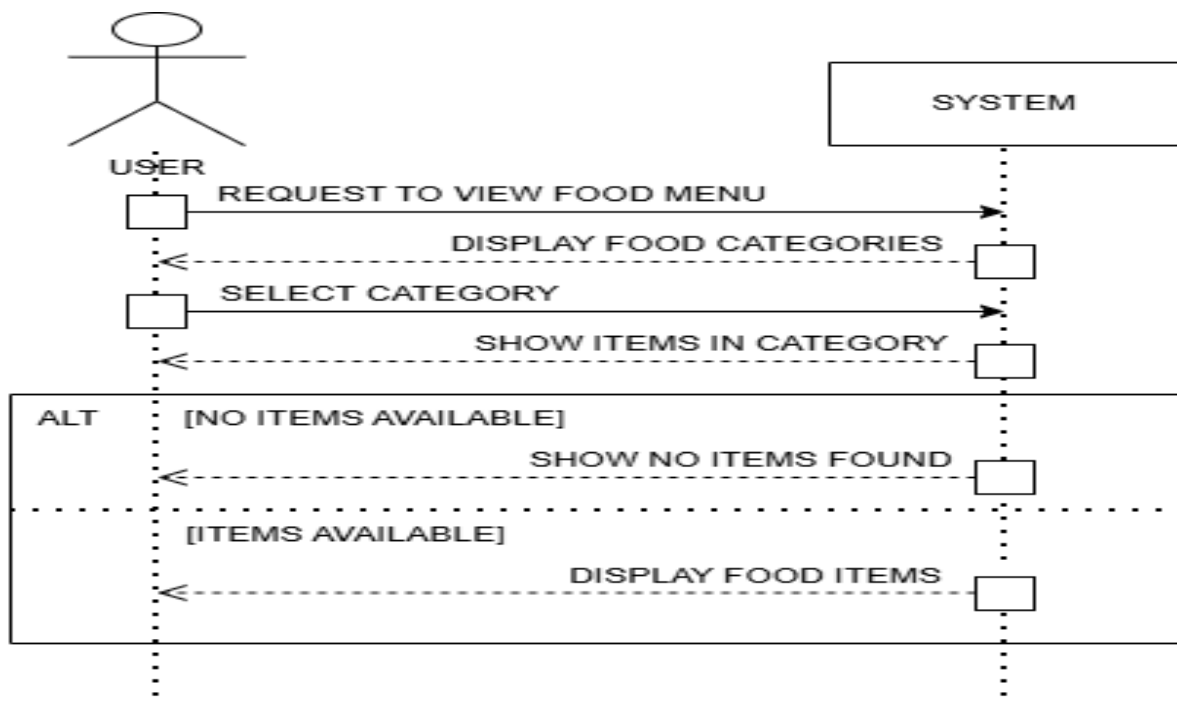 SYSTEM
USER
REQUEST TO VIEW FOOD MENU
DISPLAY FOOD CATEGORIES
SELECT CATEGORY
SHOW ITEMS IN CATEGORY
ALT [NO ITEMS AVAILABLE]
SHOW NO ITEMS FOUND
[ITEMS AVAILABLE]
DISPLAY FOOD ITEMS